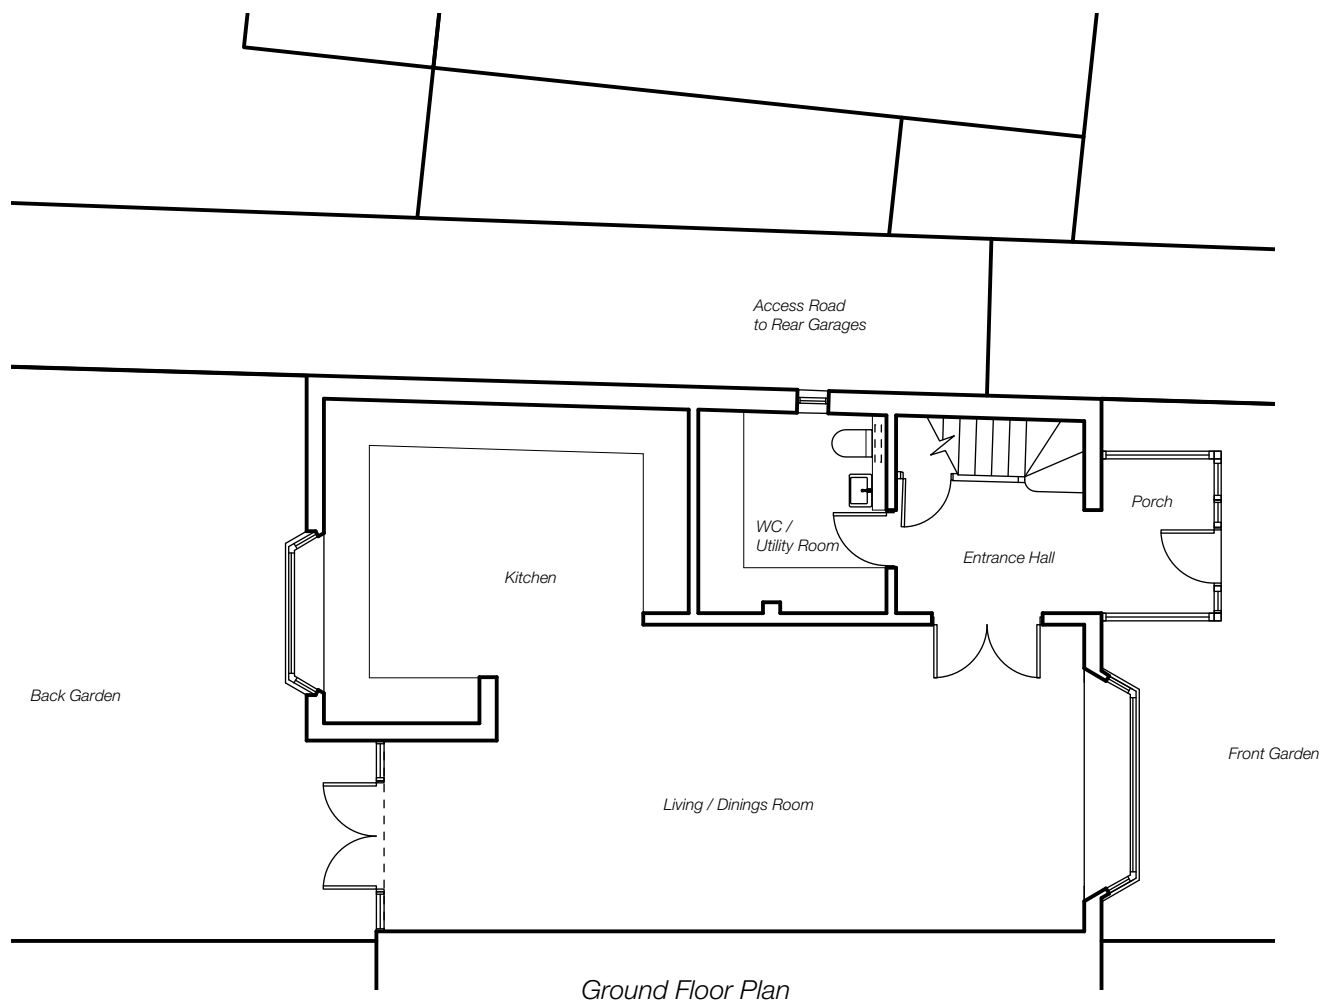 Access Road
to Rear Garages
Porch
WC /
Utility Room
Entrance Hall
Kitchen
Back Garden
Front Garden
Living / Dinings Room
Ground Floor Plan